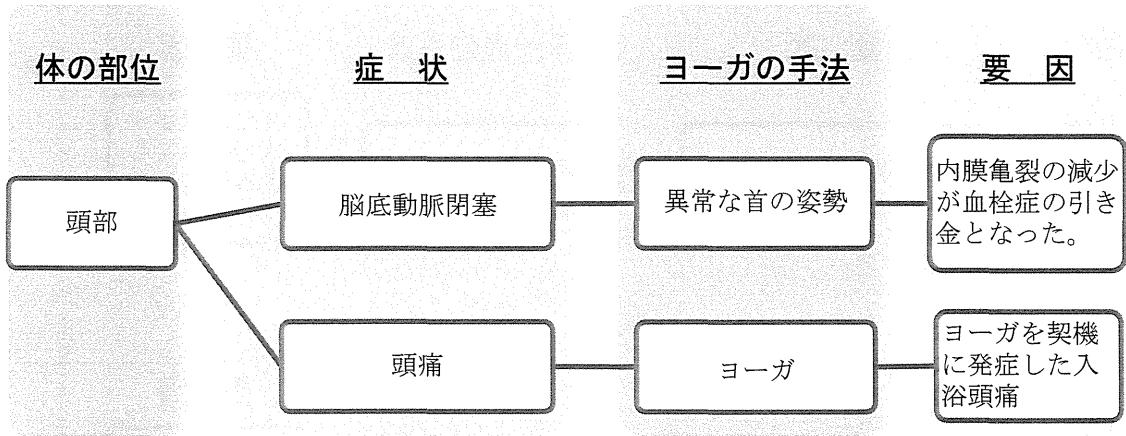 体の部位
症 状
ヨーガの手法
要 因
頭部
脳底動脈閉塞
異常な首の姿勢
内膜亀裂の減少
が血栓症の引き
金となった。
頭痛
ヨーガ
ヨーガを契機
に発症した入
浴頭痛